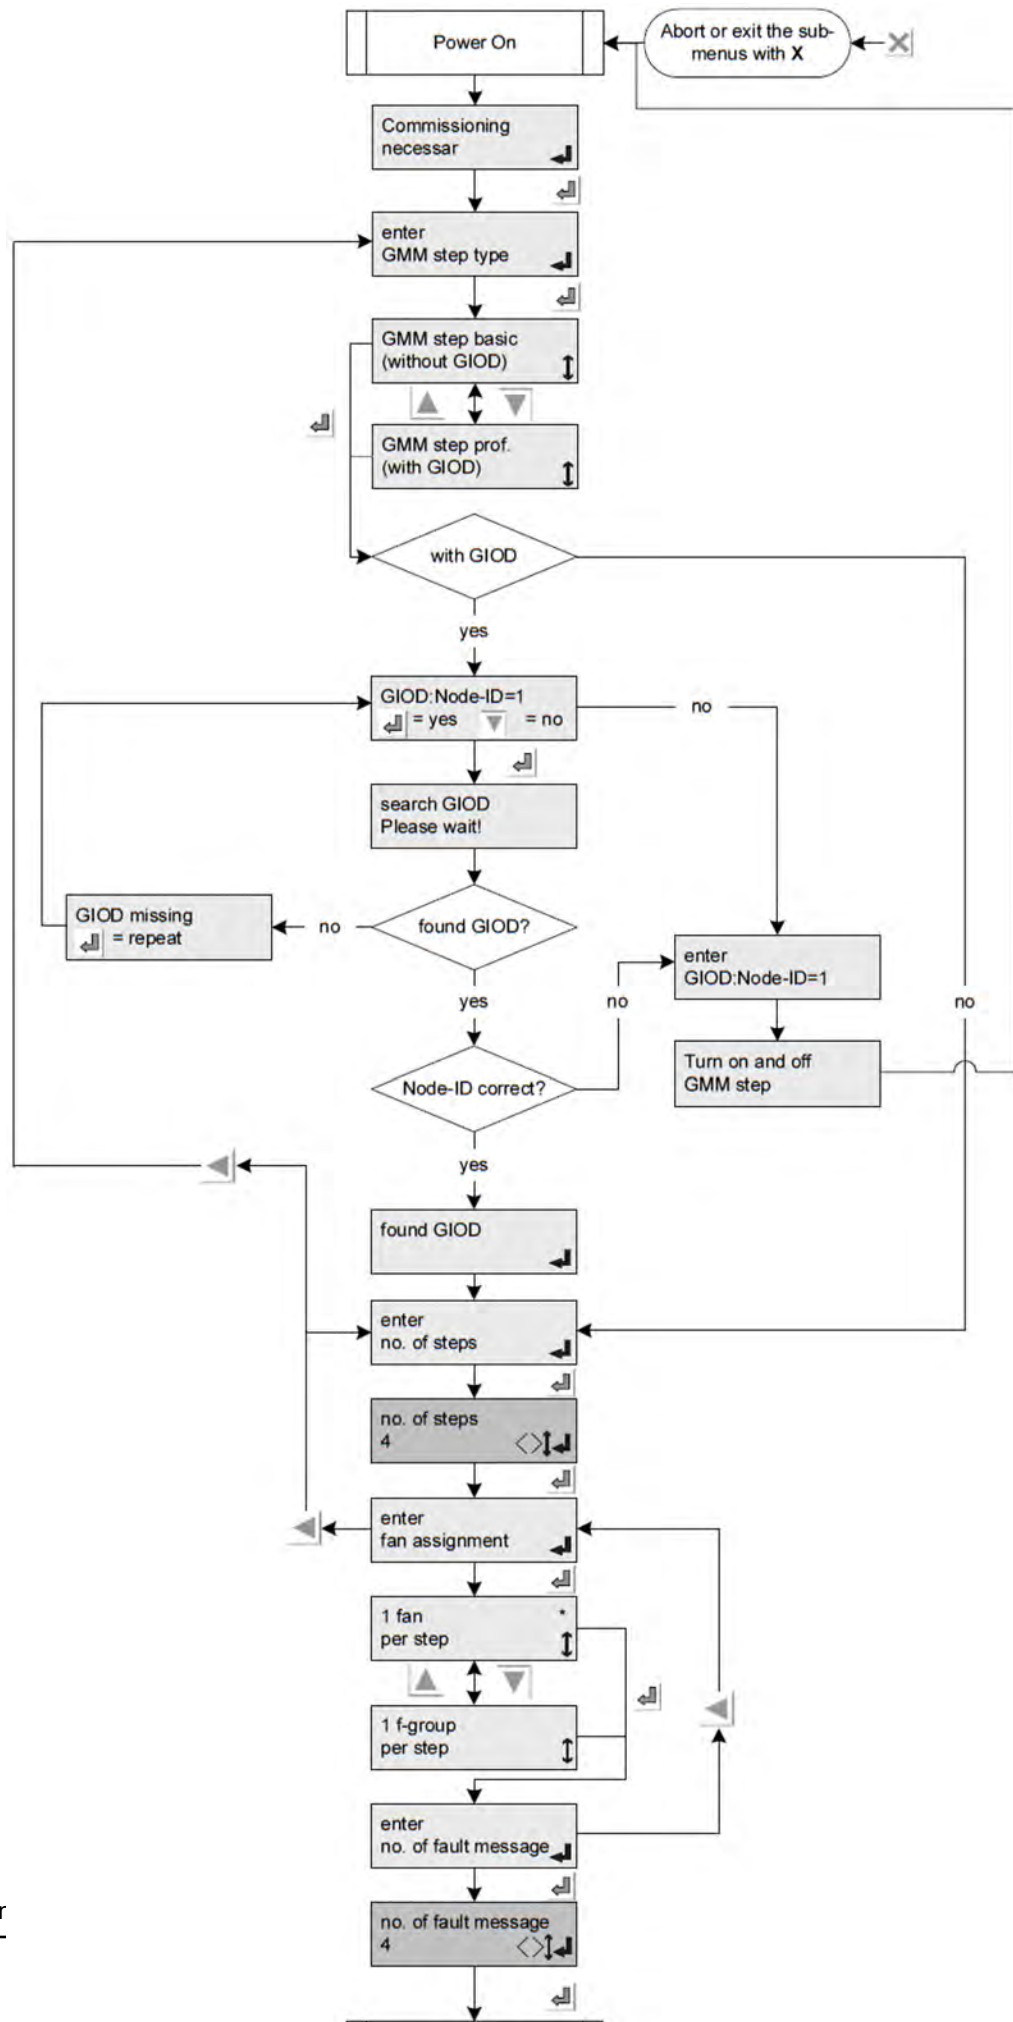 Power On
Abort or exit the sub-
menus with X
Commissioning
necessar
enter
GMM step type
GMM step basic
(without GIOD)
GMM step prof.
(with GIOD)
with GIOD
yes
GIOD:Node-ID=1
= yes = no
no
search GIOD
Please wait!
GIOD missing
= repeat
no
found GIOD?
enter
GIOD:Node-ID=1
yes
no
no
Turn on and off
GMM step
Node-ID correct?
yes
found GIOD
enter
no. of steps
no. of steps
4 <>
enter
fan assignment
1 fan *
per step
1 f-group
per step
enter
no. of fault message
r
no. of fault message
4 <>